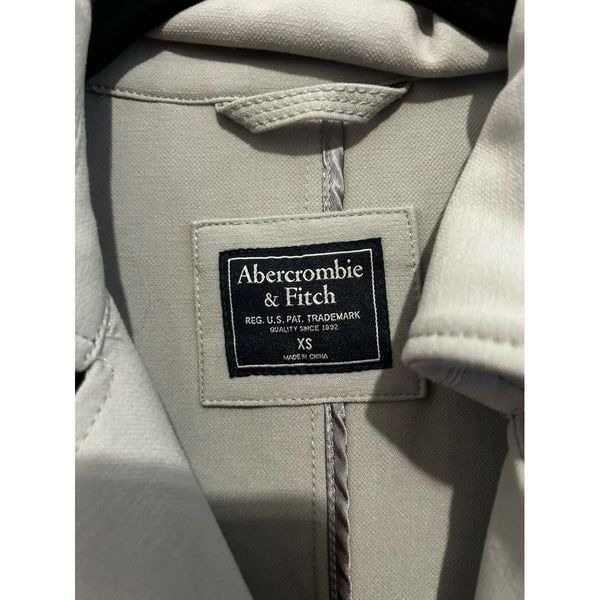 Abercrombie
& Fitch
REG. U.S. PAT. TRADEMARK
QUALITY SINCE 1892
XS
MADE IN CHINA